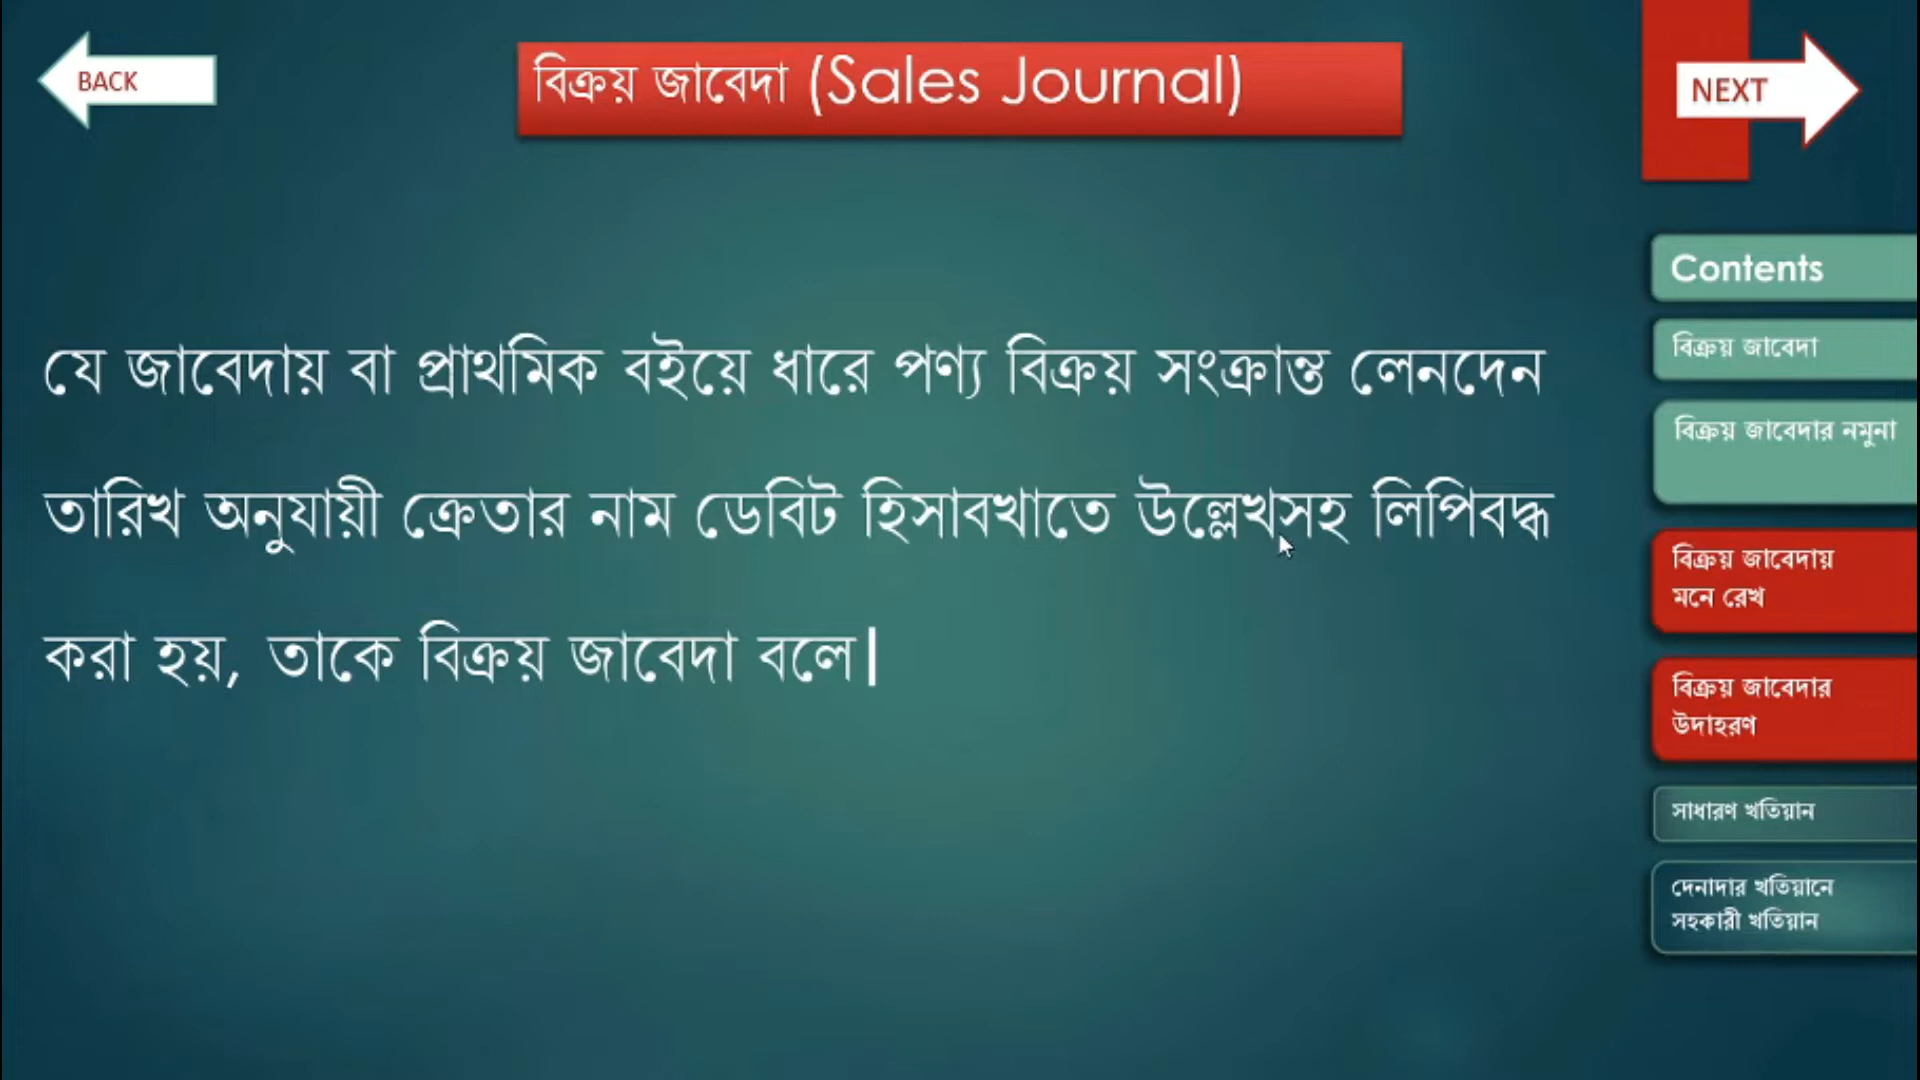 BACK
বিক্রয় জাবেদা (Sales Journal)
NEXT
যে জাবেদায় বা প্রাথমিক বইয়ে ধারে পণ্য বিক্রয় সংক্রান্ত লেনদেন
তারিখ অনুযায়ী ক্রেতার নাম ডেবিট হিসাবখাতে উল্লেখসহ লিপিবদ্ধ
করা হয়, তাকে বিক্রয় জাবেদা বলে|
Contents
বিক্রয় জাবেদা
বিক্রয় জাবেদার নমুনা
বিক্রয় জাবেদায়
মনে রেখ
বিক্রয় জাবেদার
উদাহরণ
সাধারণ খতিয়ান
দেনাদার খতিয়ানে
সহকারী খতিয়ান